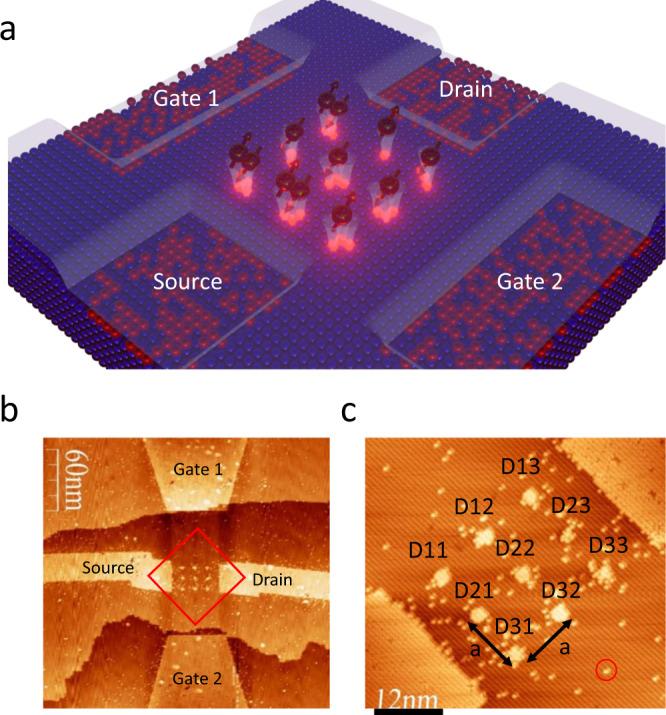 a
Gate 1
Drain
Source
Gate 2
b
60nm
Gate 1
Source
Drain
Gate 2
c
D13
D12
D23
D11
D22
D33
D21
D32
D31
a
a
12nm